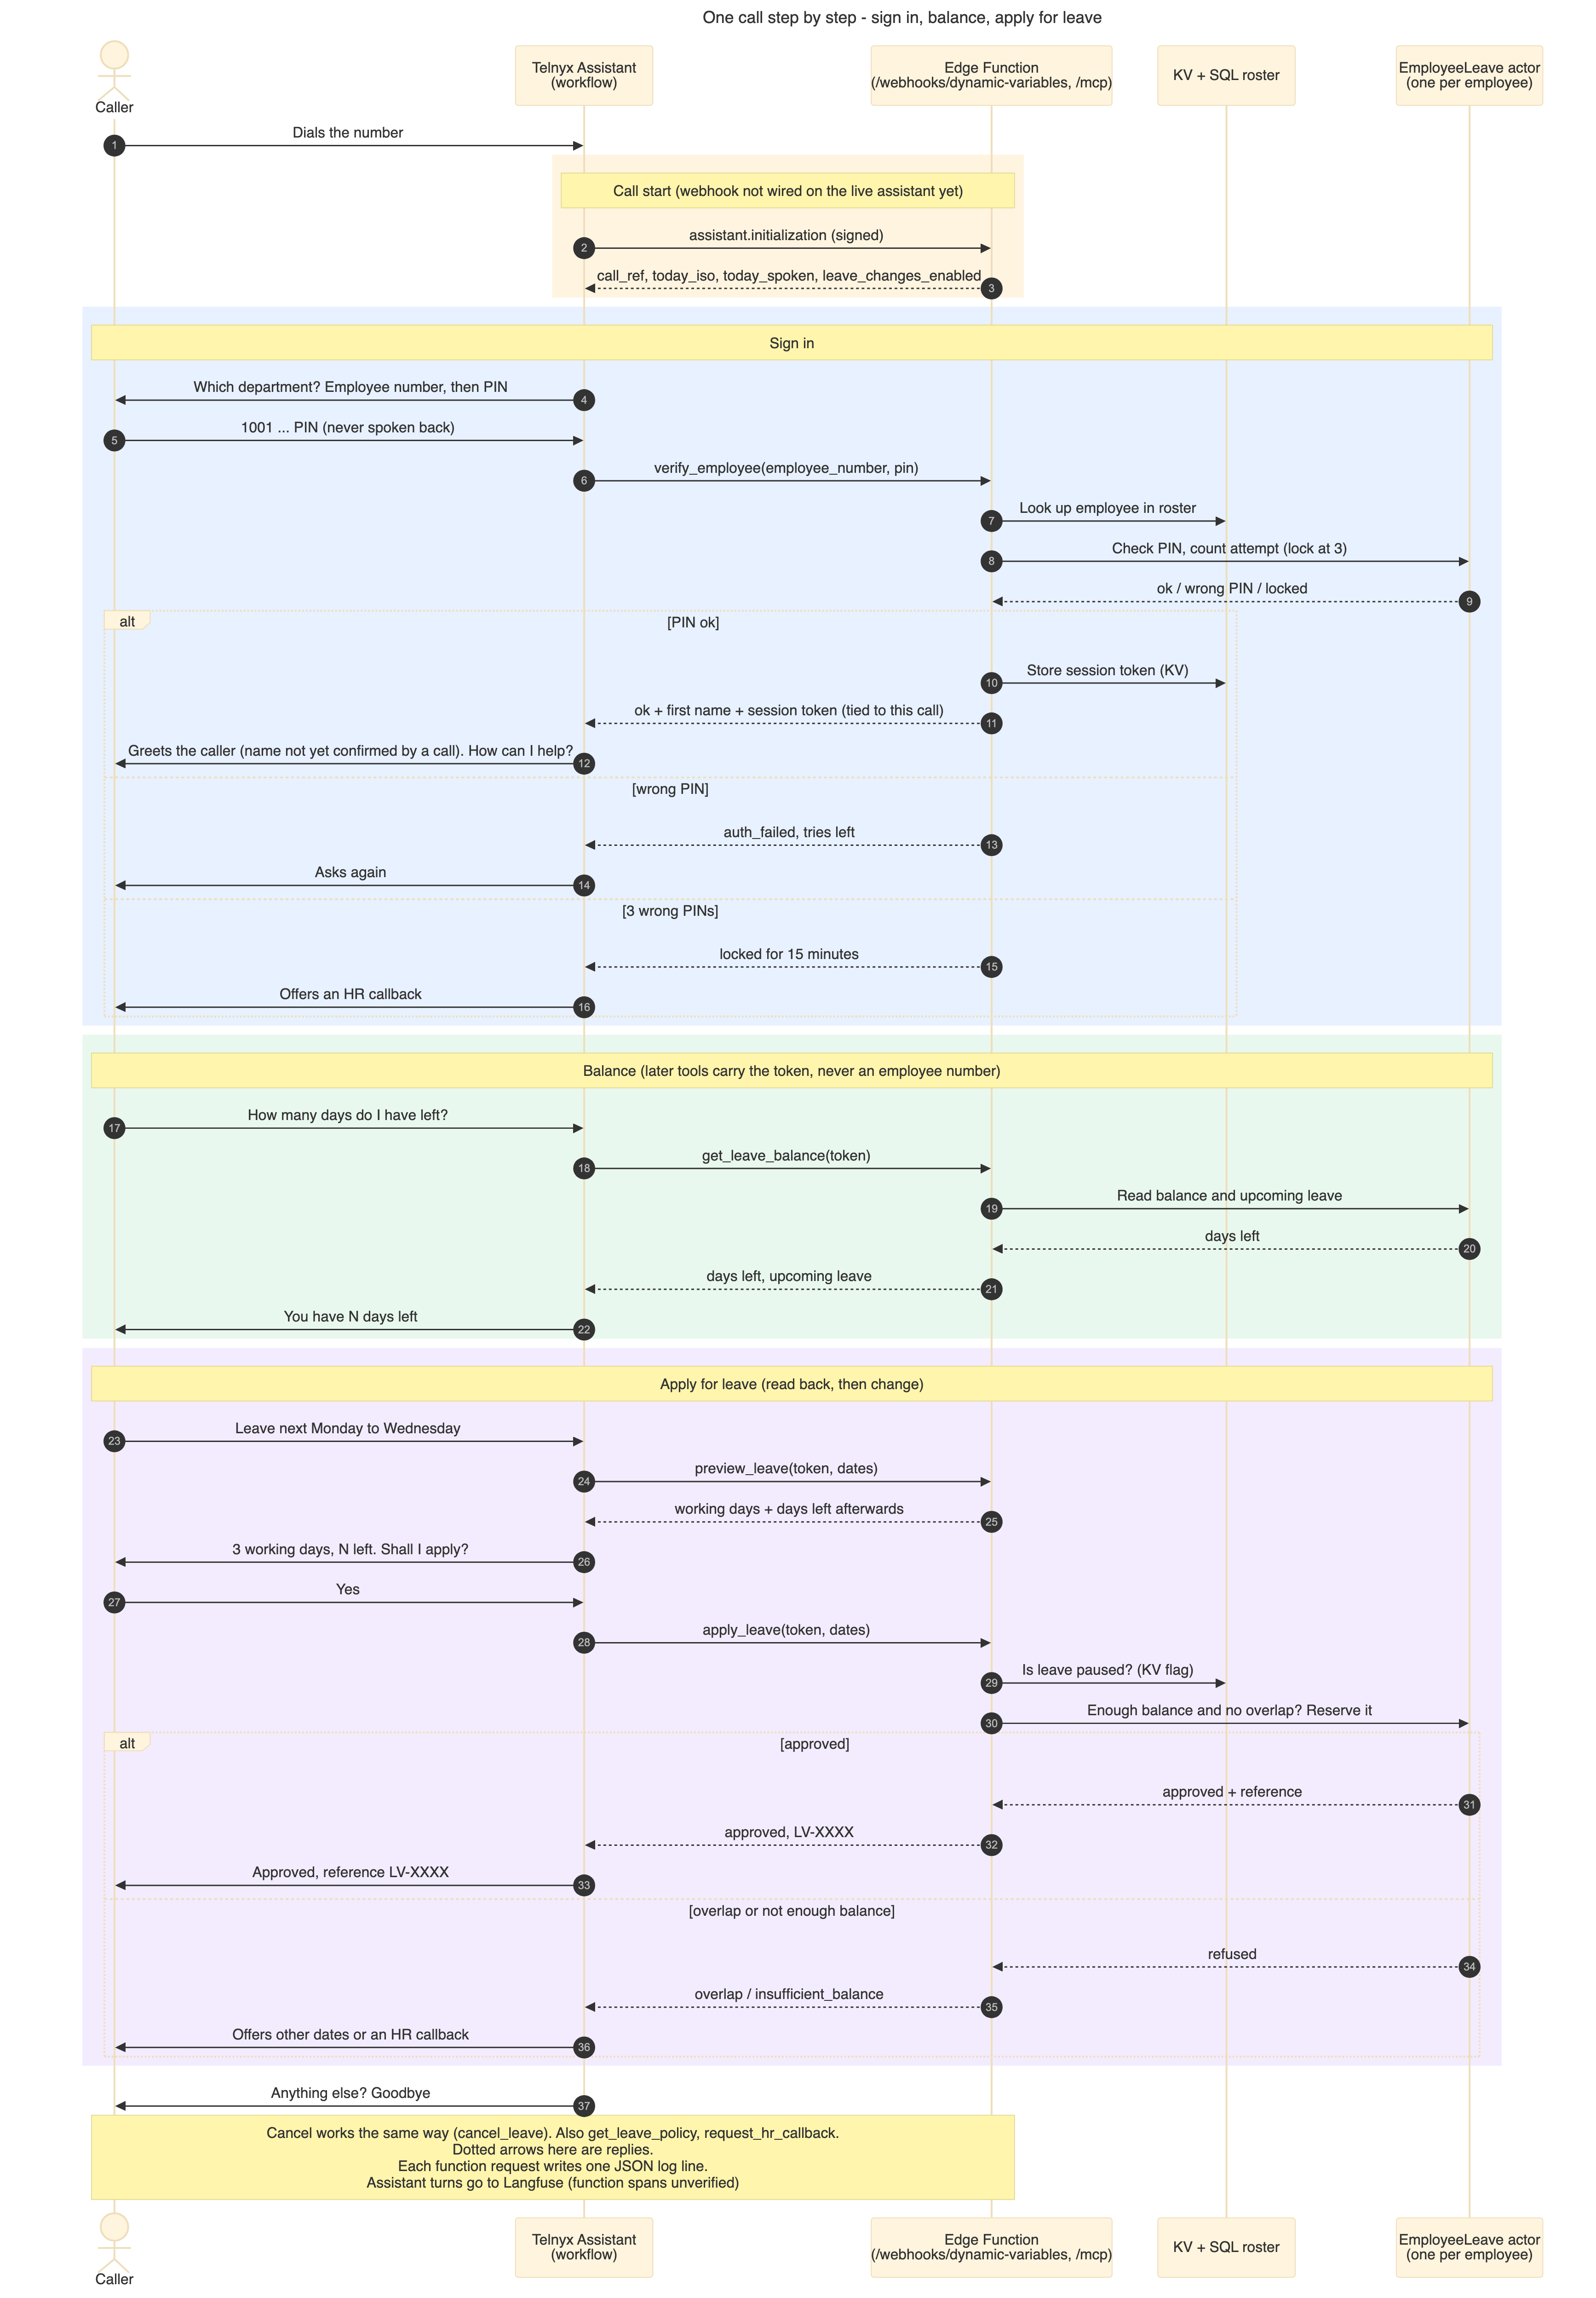 One call step by step - sign in, balance, apply for leave
Caller
Telnyx Assistant
(workflow)
Edge Function
(/webhooks/dynamic-variables, /mcp)
KV + SQL roster
EmployeeLeave actor
(one per employee)
Dials the number
1
Call start (webhook not wired on the live assistant yet)
assistant.initialization (signed)
2
call_ref, today_iso, today_spoken, leave_changes_enabled
3
Sign in
Which department? Employee number, then PIN
4
1001 ... PIN (never spoken back)
5
verify_employee(employee_number, pin)
6
Look up employee in roster
7
Check PIN, count attempt (lock at 3)
8
ok / wrong PIN / locked
9
alt
[PIN ok]
Store session token (KV)
10
ok + first name + session token (tied to this call)
11
Greets the caller (name not yet confirmed by a call). How can I help?
12
[wrong PIN]
auth_failed, tries left
13
Asks again
14
[3 wrong PINs]
locked for 15 minutes
15
Offers an HR callback
16
Balance (later tools carry the token, never an employee number)
How many days do I have left?
17
get_leave_balance(token)
18
Read balance and upcoming leave
19
days left
20
days left, upcoming leave
21
You have N days left
22
Apply for leave (read back, then change)
Leave next Monday to Wednesday
23
preview_leave(token, dates)
24
working days + days left afterwards
25
3 working days, N left. Shall I apply?
26
Yes
27
apply_leave(token, dates)
28
Is leave paused? (KV flag)
29
Enough balance and no overlap? Reserve it
30
alt
[approved]
approved + reference
31
approved, LV-XXXX
32
Approved, reference LV-XXXX
33
[overlap or not enough balance]
refused
34
overlap / insufficient_balance
35
Offers other dates or an HR callback
36
Anything else? Goodbye
37
Cancel works the same way (cancel_leave). Also get_leave_policy, request_hr_callback.
Dotted arrows here are replies.
Each function request writes one JSON log line.
Assistant turns go to Langfuse (function spans unverified)
Caller
Telnyx Assistant
(workflow)
Edge Function
(/webhooks/dynamic-variables, /mcp)
KV + SQL roster
EmployeeLeave actor
(one per employee)